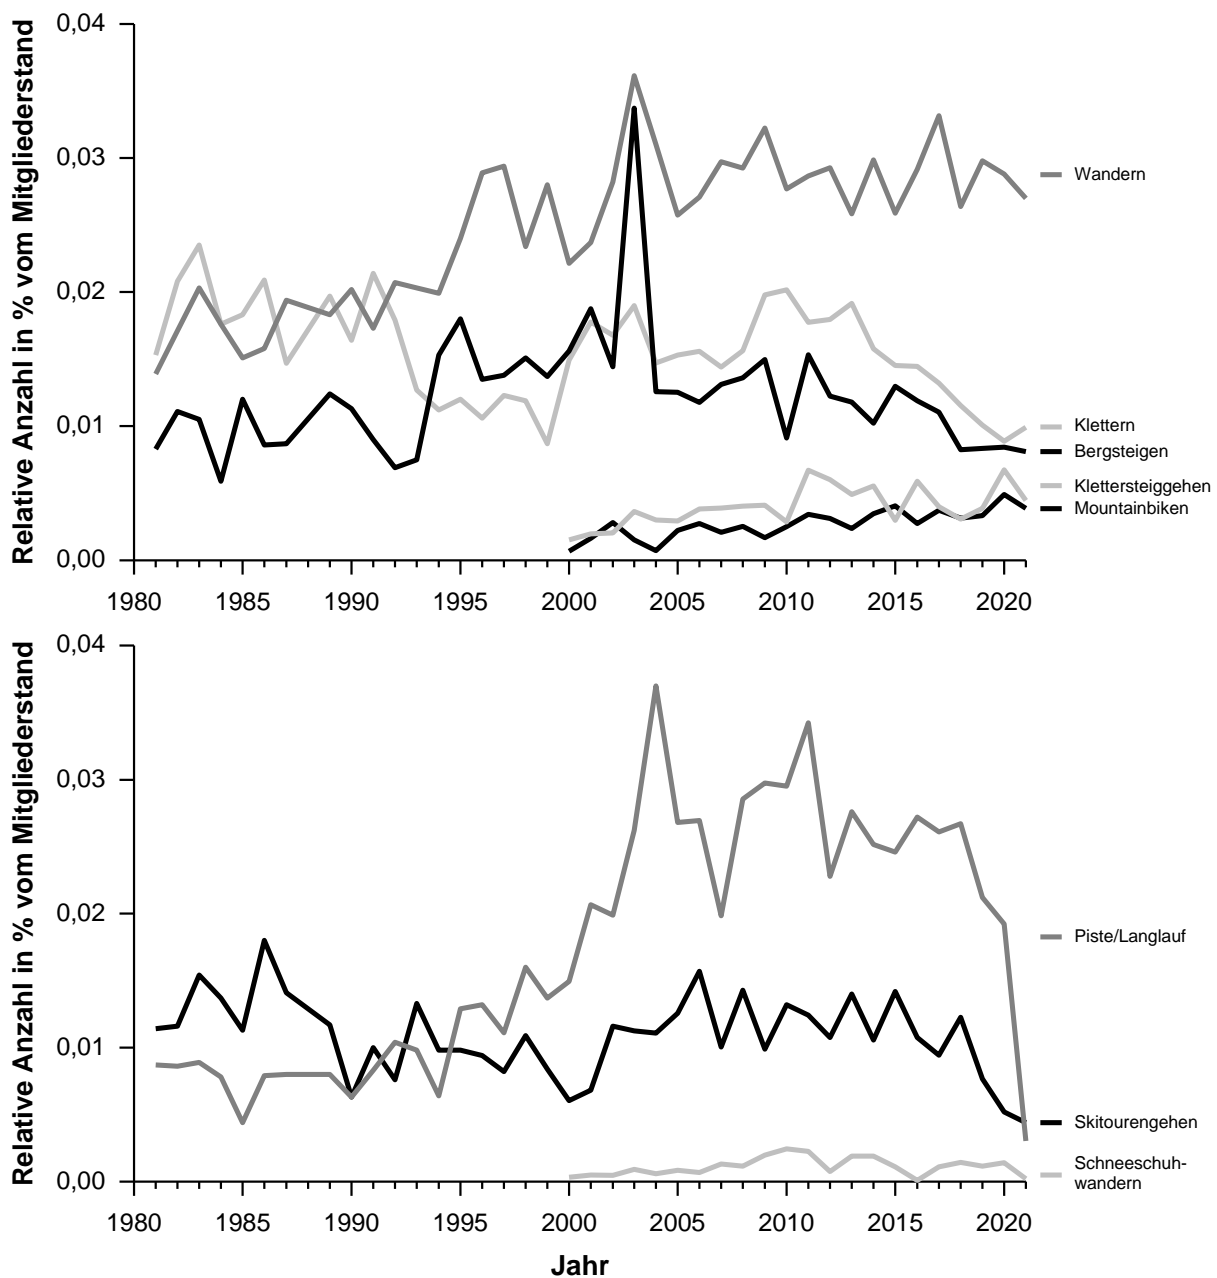 Relative Anzahl in % vom Mitgliederstand
0,04
0,03
0,02
0,01
0,00
1980 1985 1990 1995 2000 2005 2010 2015 2020
Wandern
Klettern
Bergsteigen
Klettersteiggehen
Mountainbiken
Relative Anzahl in % vom Mitgliederstand
0,04
0,03
0,02
0,01
0,00
1980 1985 1990 1995 2000 2005 2010 2015 2020
Piste/Langlauf
Skitourengehen
Schneeschuh-
wandern
Jahr